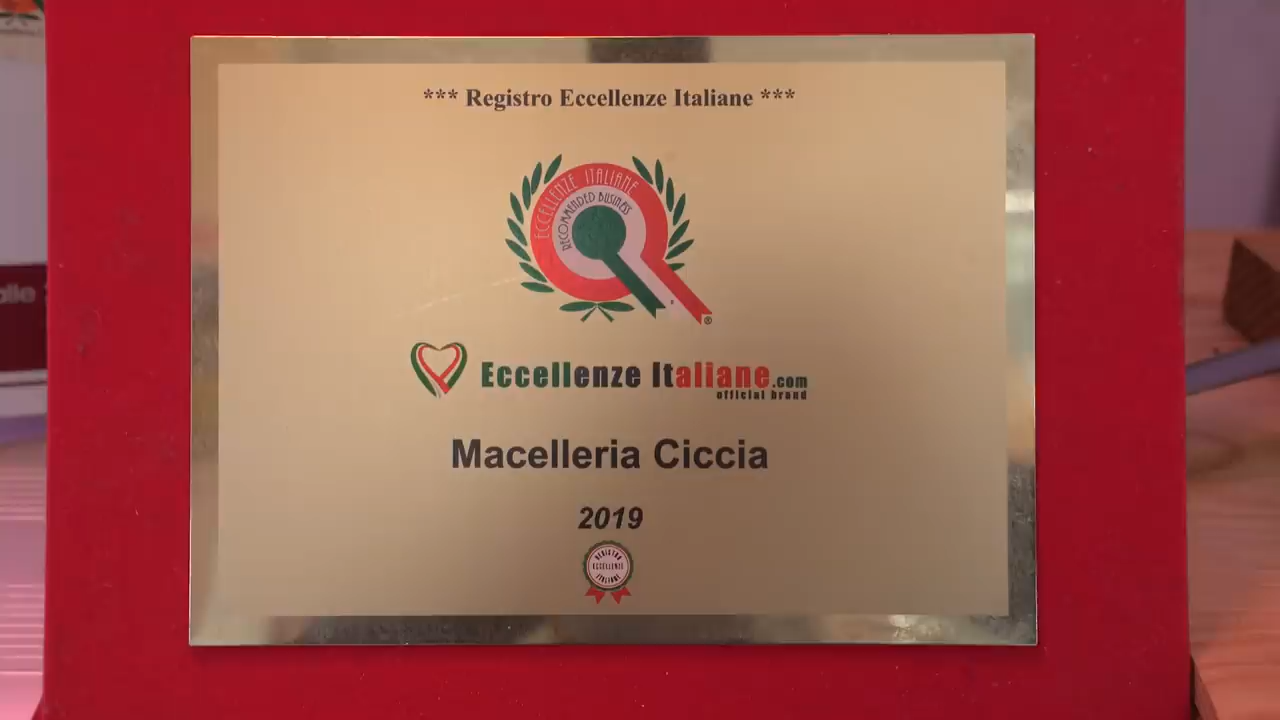 *** Registro Eccellenze Italiane ***
ECCELLENZE ITALIANE
RECOMMENDED BUSINESS
®
Eccellenze Italiane.com
official brand
Macelleria Ciccia
2019
REGISTRO
ECCELLENZE
ITALIANE